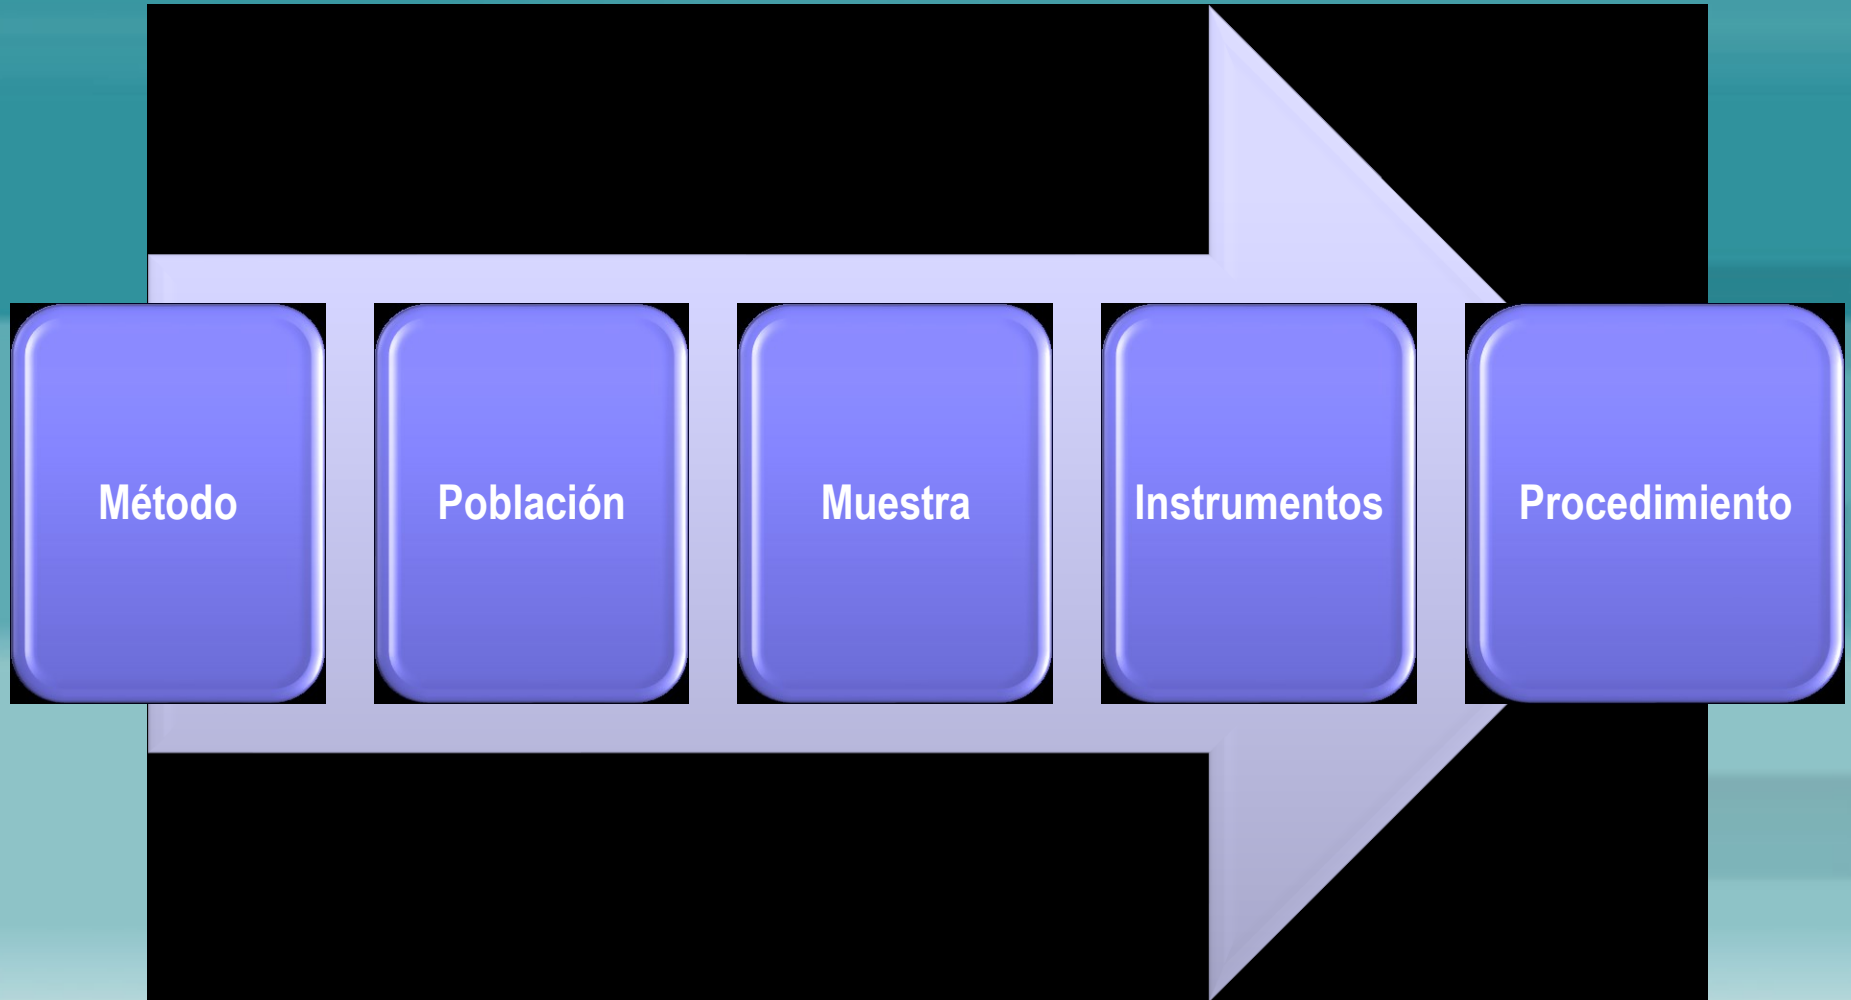 Método
Población
Muestra
Instrumentos
Procedimiento